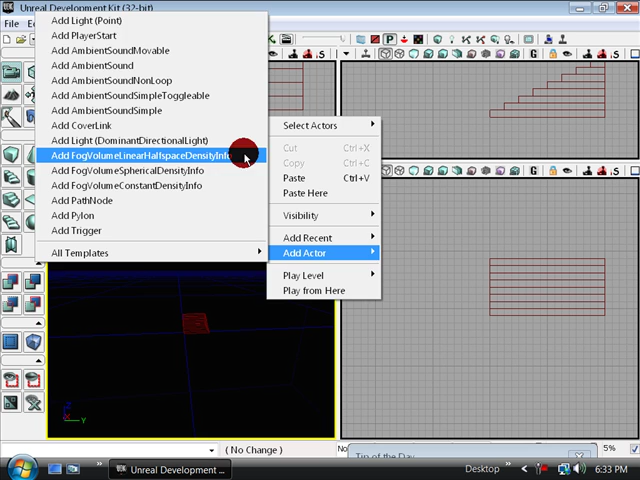 Unreal Development Kit (32-bit)
File
Add Light (Point)
Add PlayerStart
Add AmbientSoundMovable
Add AmbientSound
Add AmbientSoundNonLoop
Add AmbientSoundSimpleToggleable
Add AmbientSoundSimple
Add CoverLink
Add Light (DominantDirectionalLight)
Add FogVolumeLinearHalfspaceDensityInfo
Add FogVolumeSphericalDensityInfo
Add FogVolumeConstantDensityInfo
Add PathNode
Add Pylon
Add Trigger
All Templates
Select Actors
Cut Ctrl+X
Copy Ctrl+C
Paste Ctrl+V
Paste Here
Visibility
Add Recent
Add Actor
Play Level
Play from Here
P
G
S
G
S
X
Y
( No Change )
No
Tip of the Day
5%
Unreal Development ...
Desktop
6:33 PM